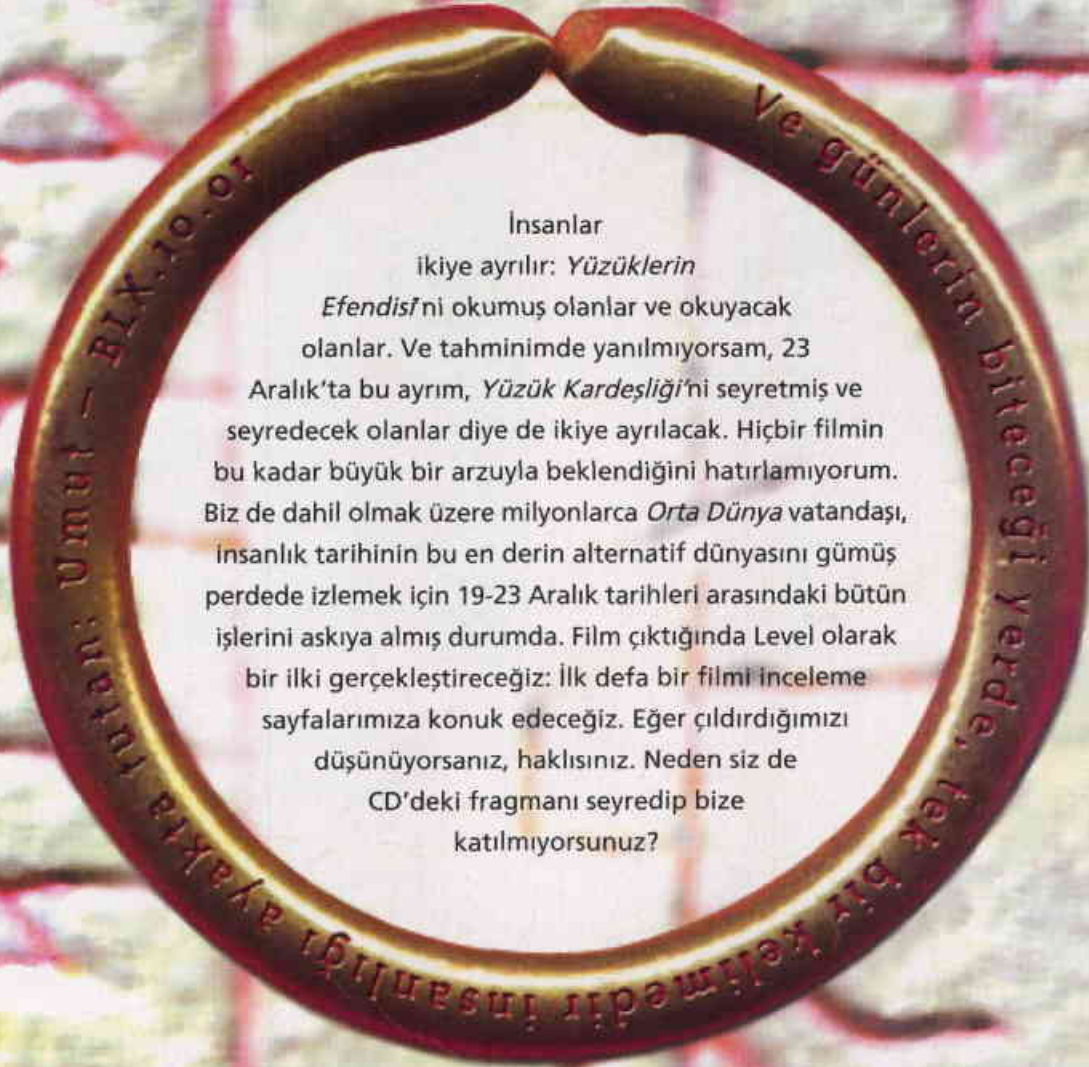 İnsanlar
ikiye ayrılır: Yüzüklerin
Efendisi'ni okumuş olanlar ve okuyacak
olanlar. Ve tahminimde yanılmıyorsam, 23
Aralık'ta bu ayrım, Yüzük Kardeşliği'ni seyretmiş ve
seyredecek olanlar diye de ikiye ayrılacak. Hiçbir filmin
bu kadar büyük bir arzuyla beklendiğini hatırlamıyorum.
Biz de dahil olmak üzere milyonlarca Orta Dünya vatandaşı,
insanlık tarihinin bu en derin alternatif dünyasını gümüş
perdede izlemek için 19-23 Aralık tarihleri arasındaki bütün
işlerini askıya almış durumda. Film çıktığında Level olarak
bir ilki gerçekleştireceğiz: İlk defa bir filmi inceleme
sayfalarımıza konuk edeceğiz. Eğer çıldırdığımızı
düşünüyorsanız, haklısınız. Neden siz de
CD'deki fragmanı seyredip bize
katılmıyorsunuz?
Ve günlerin biteceği yerde, tek bir kelimedir insanlığı ayakta tutan: Umut – BLX.10.01